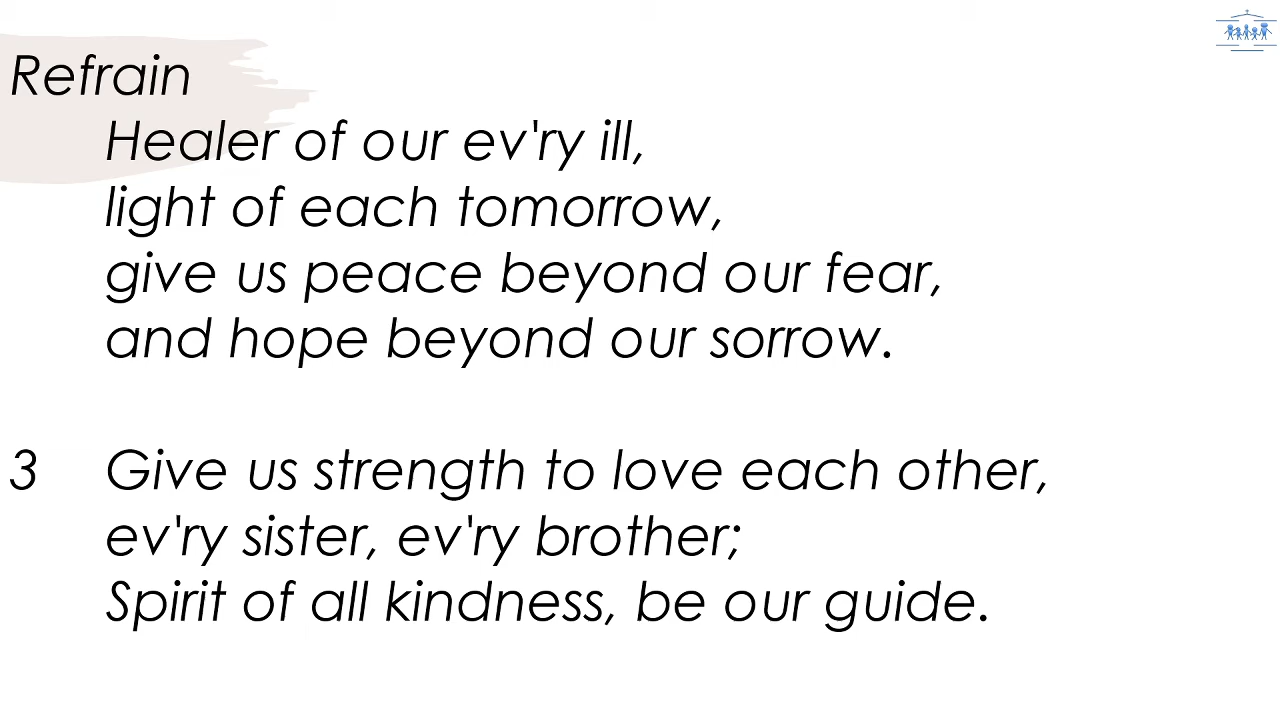 Refrain
Healer of our ev'ry ill,
light of each tomorrow,
give us peace beyond our fear,
and hope beyond our sorrow.
3 Give us strength to love each other,
ev'ry sister, ev'ry brother;
Spirit of all kindness, be our guide.